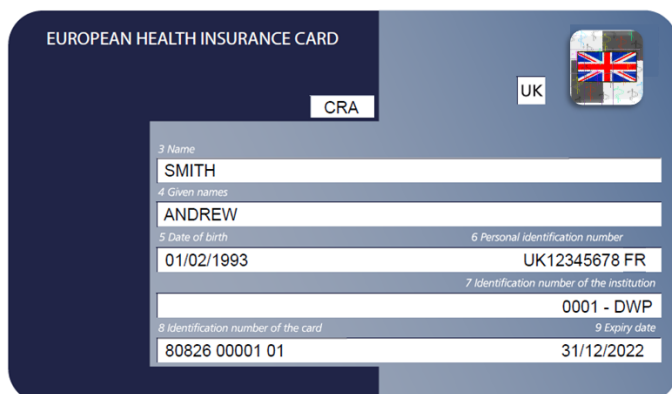 EUROPEAN HEALTH INSURANCE CARD
UK
CRA
3 Name
SMITH
4 Given names
ANDREW
5 Date of birth 6 Personal identification number
01/02/1993 UK12345678 FR
7 Identification number of the institution
0001 - DWP
8 Identification number of the card 9 Expiry date
80826 00001 01 31/12/2022